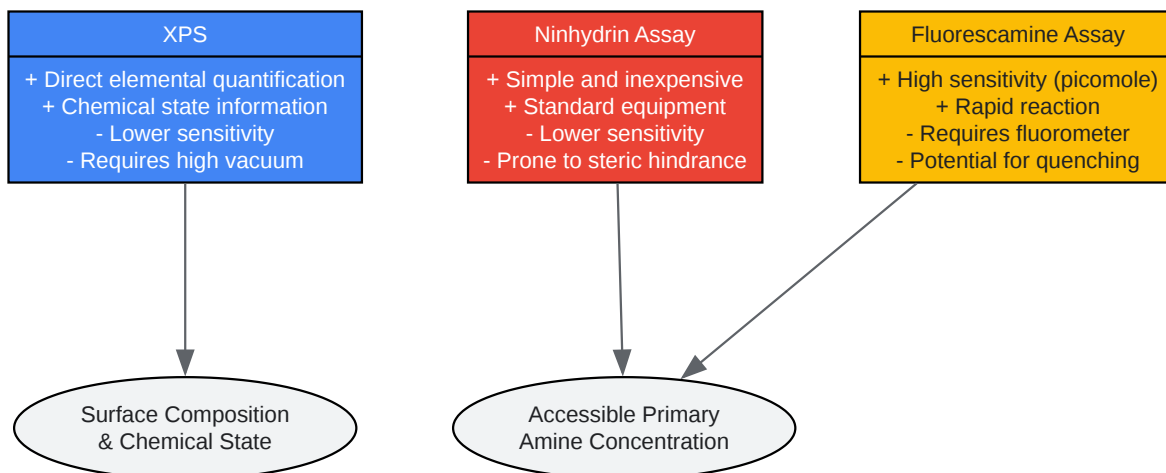 XPS
+ Direct elemental quantification
+ Chemical state information
- Lower sensitivity
- Requires high vacuum
Ninhydrin Assay
+ Simple and inexpensive
+ Standard equipment
- Lower sensitivity
- Prone to steric hindrance
Fluorescamine Assay
+ High sensitivity (picomole)
+ Rapid reaction
- Requires fluorometer
- Potential for quenching
Surface Composition
& Chemical State
Accessible Primary
Amine Concentration